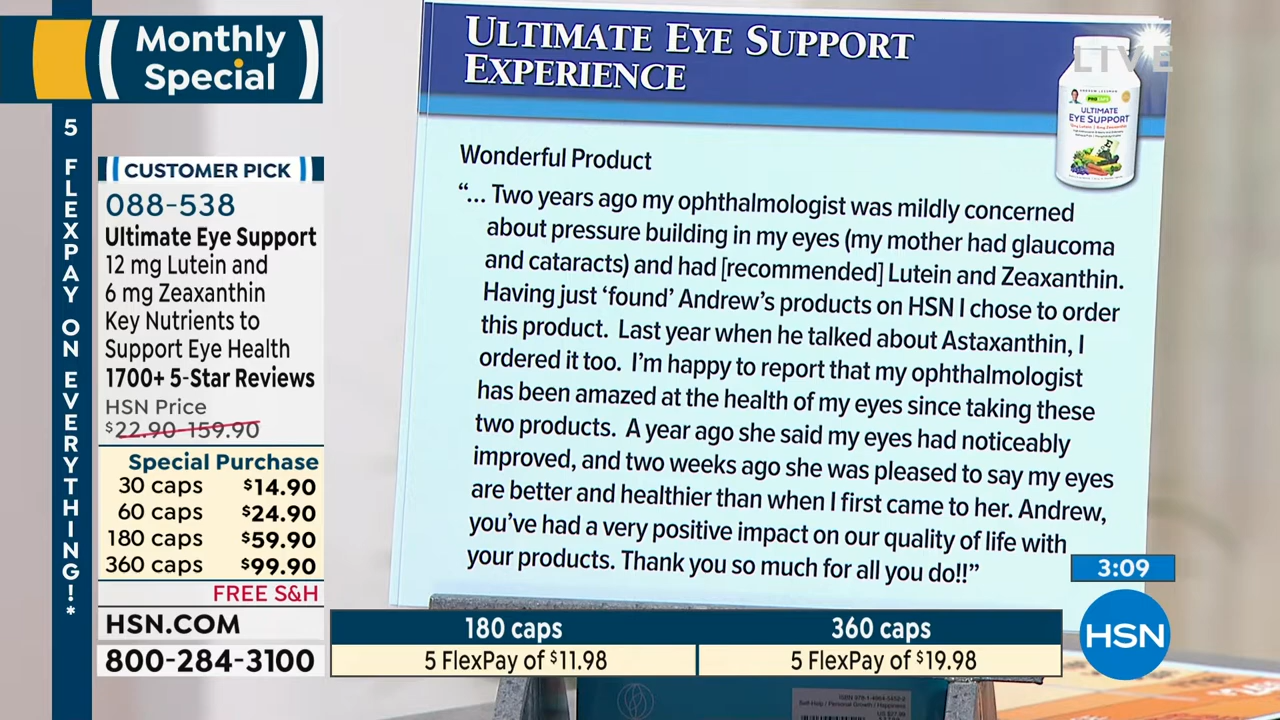 Monthly
Special
5 FLEXPAY ON EVERYTHING!*
CUSTOMER PICK
088-538
Ultimate Eye Support
12 mg Lutein and
6 mg Zeaxanthin
Key Nutrients to
Support Eye Health
1700+ 5-Star Reviews
HSN Price
$22.90-159.90
Special Purchase
30 caps $14.90
60 caps $24.90
180 caps $59.90
360 caps $99.90
FREE S&H
HSN.COM
800-284-3100
ULTIMATE EYE SUPPORT
EXPERIENCE
LIVE
ANDREW LESSMAN
PROCAPS
ULTIMATE
EYE SUPPORT
Wonderful Product
“... Two years ago my ophthalmologist was mildly concerned
about pressure building in my eyes (my mother had glaucoma
and cataracts) and had [recommended] Lutein and Zeaxanthin.
Having just ‘found’ Andrew’s products on HSN I chose to order
this product. Last year when he talked about Astaxanthin, I
ordered it too. I’m happy to report that my ophthalmologist
has been amazed at the health of my eyes since taking these
two products. A year ago she said my eyes had noticeably
improved, and two weeks ago she was pleased to say my eyes
are better and healthier than when I first came to her. Andrew,
you’ve had a very positive impact on our quality of life with
your products. Thank you so much for all you do!!”
3:09
HSN
180 caps 360 caps
5 FlexPay of $11.98 5 FlexPay of $19.98
Self-Help / Personal Growth / Happiness